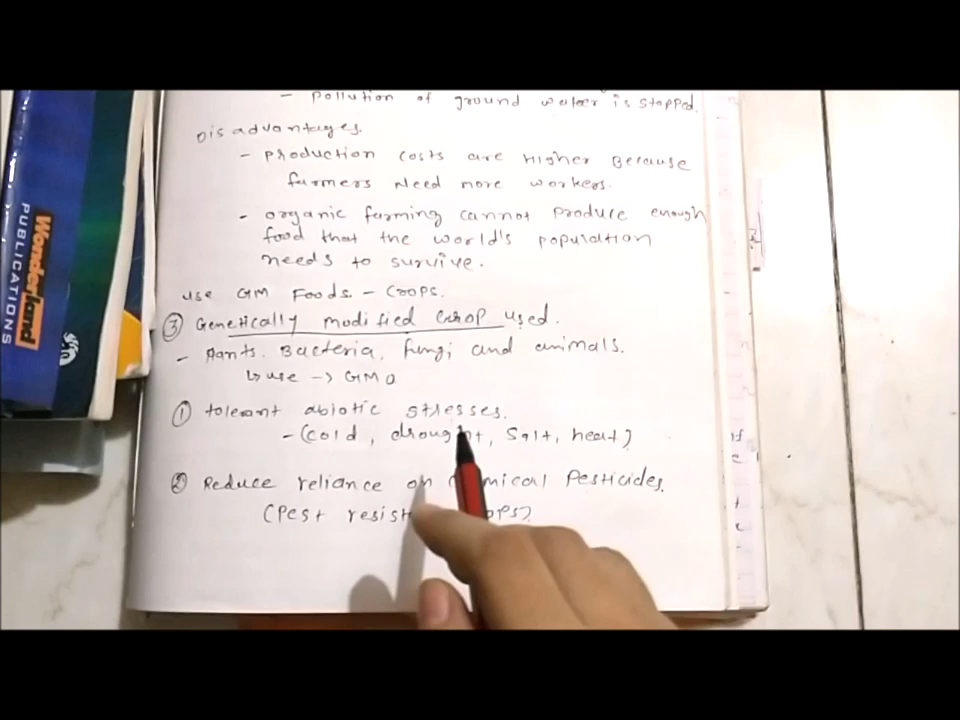 - Pollution of ground water is stopped.
Disadvantages.
- Production costs are Higher Because
farmers Need more workers.
- organic farming cannot produce enough
food that the world's population
needs to survive.
use GM Foods. - Crops.
③ Genetically modified Crop used.
- Plants. Bacteria, fungi and animals.
↳ use → GMO
① tolerant abiotic stresses.
- (cold, drought, Salt, heat)
② Reduce reliance on Chemical Pesticides.
(Pest
Wonderland
PUBLICATIONS